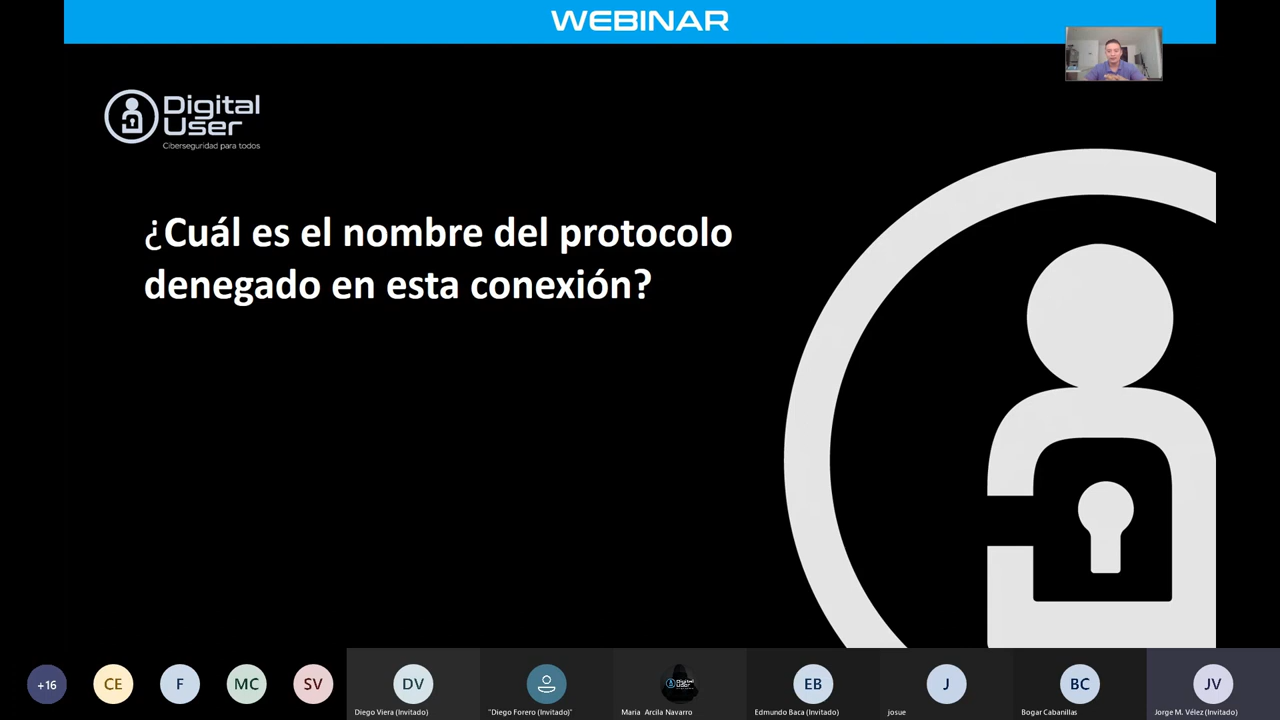 WEBINAR
Digital
User
Ciberseguridad para todos
¿Cuál es el nombre del protocolo
denegado en esta conexión?
+16
CE
F
MC
SV
DV
Diego Viera (Invitado)
"Diego Forero (Invitado)"
Digital
User
Maria Arcila Navarro
EB
Edmundo Baca (Invitado)
J
josue
BC
Bogar Cabanillas
JV
Jorge M. Vélez (Invitado)